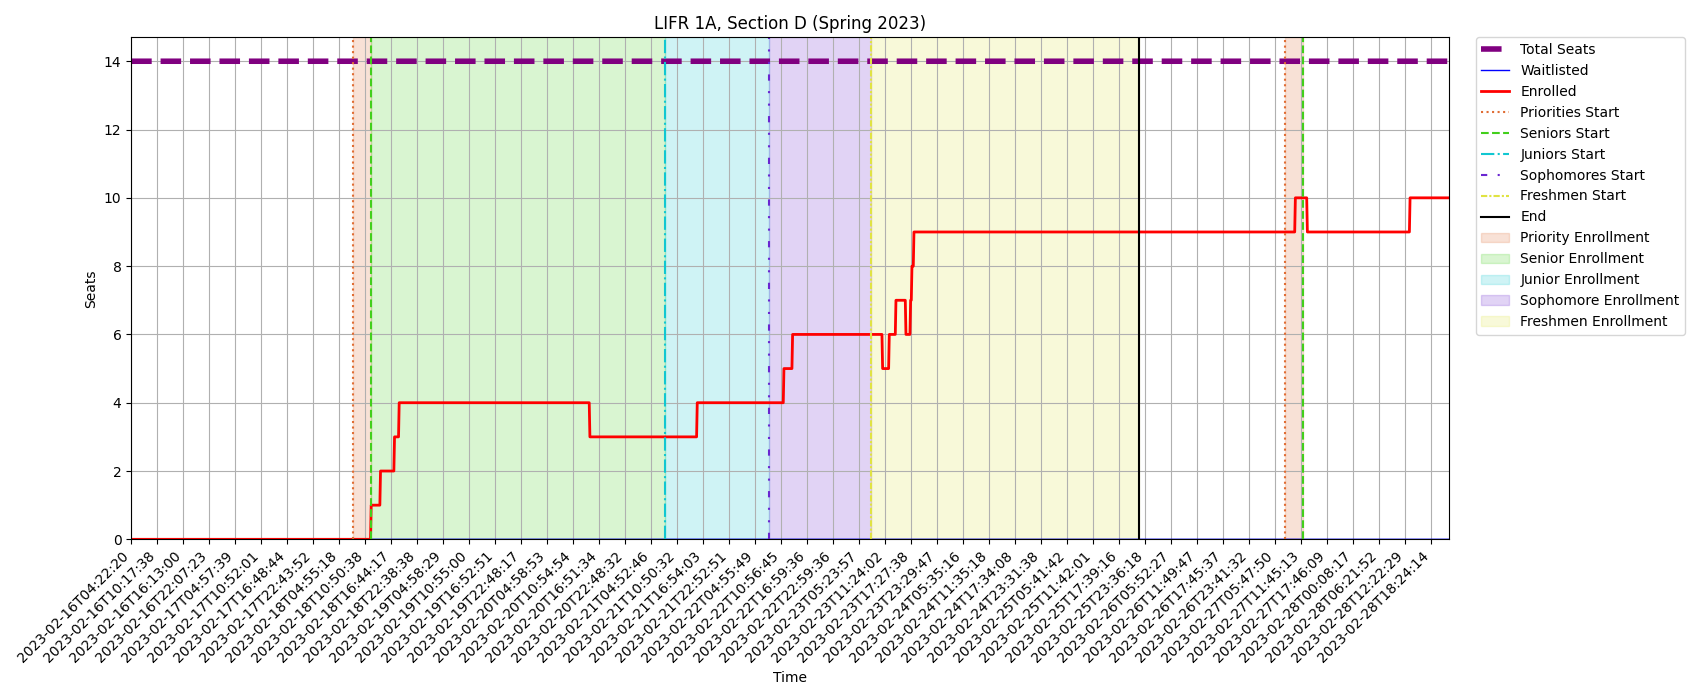 LIFR 1A, Section D (Spring 2023)
Seats
14
12
10
8
6
4
2
0
2023-02-16T04:22:20
2023-02-16T10:17:38
2023-02-16T16:13:00
2023-02-16T22:07:23
2023-02-17T04:57:39
2023-02-17T10:52:01
2023-02-17T16:48:44
2023-02-17T22:43:52
2023-02-18T04:55:18
2023-02-18T10:50:38
2023-02-18T16:44:17
2023-02-18T22:38:38
2023-02-19T04:58:29
2023-02-19T10:55:00
2023-02-19T16:52:51
2023-02-19T22:48:17
2023-02-20T04:58:53
2023-02-20T10:54:54
2023-02-20T16:51:34
2023-02-20T22:48:32
2023-02-21T04:52:46
2023-02-21T10:50:32
2023-02-21T16:54:03
2023-02-21T22:52:51
2023-02-22T04:55:49
2023-02-22T10:56:45
2023-02-22T16:59:36
2023-02-22T22:59:36
2023-02-23T05:23:57
2023-02-23T11:24:02
2023-02-23T17:27:38
2023-02-23T23:29:47
2023-02-24T05:35:16
2023-02-24T11:35:18
2023-02-24T17:34:08
2023-02-24T23:31:38
2023-02-25T05:41:42
2023-02-25T11:42:01
2023-02-25T17:39:16
2023-02-25T23:36:18
2023-02-26T05:52:27
2023-02-26T11:49:47
2023-02-26T17:45:37
2023-02-26T23:41:32
2023-02-27T05:47:50
2023-02-27T11:45:13
2023-02-27T17:46:09
2023-02-28T00:08:17
2023-02-28T06:21:52
2023-02-28T12:22:29
2023-02-28T18:24:14
Time
Total Seats
Waitlisted
Enrolled
Priorities Start
Seniors Start
Juniors Start
Sophomores Start
Freshmen Start
End
Priority Enrollment
Senior Enrollment
Junior Enrollment
Sophomore Enrollment
Freshmen Enrollment